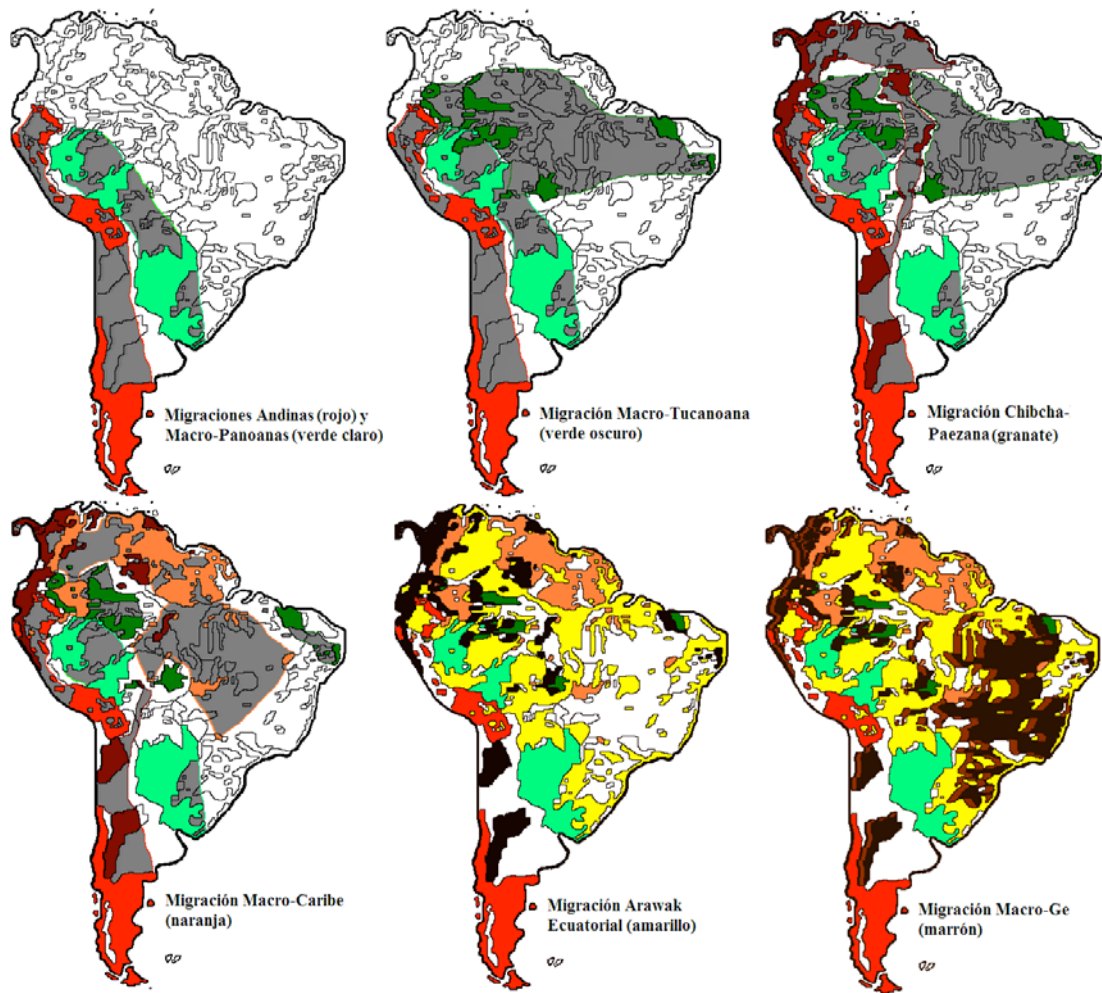 Migraciones Andinas (rojo) y
Macro-Panoanas (verde claro)
Migración Macro-Tucanoana
(verde oscuro)
Migración Chibcha-
Paezana (granate)
Migración Macro-Caribe
(naranja)
Migración Arawak
Ecuatorial (amarillo)
Migración Macro-Ge
(marrón)